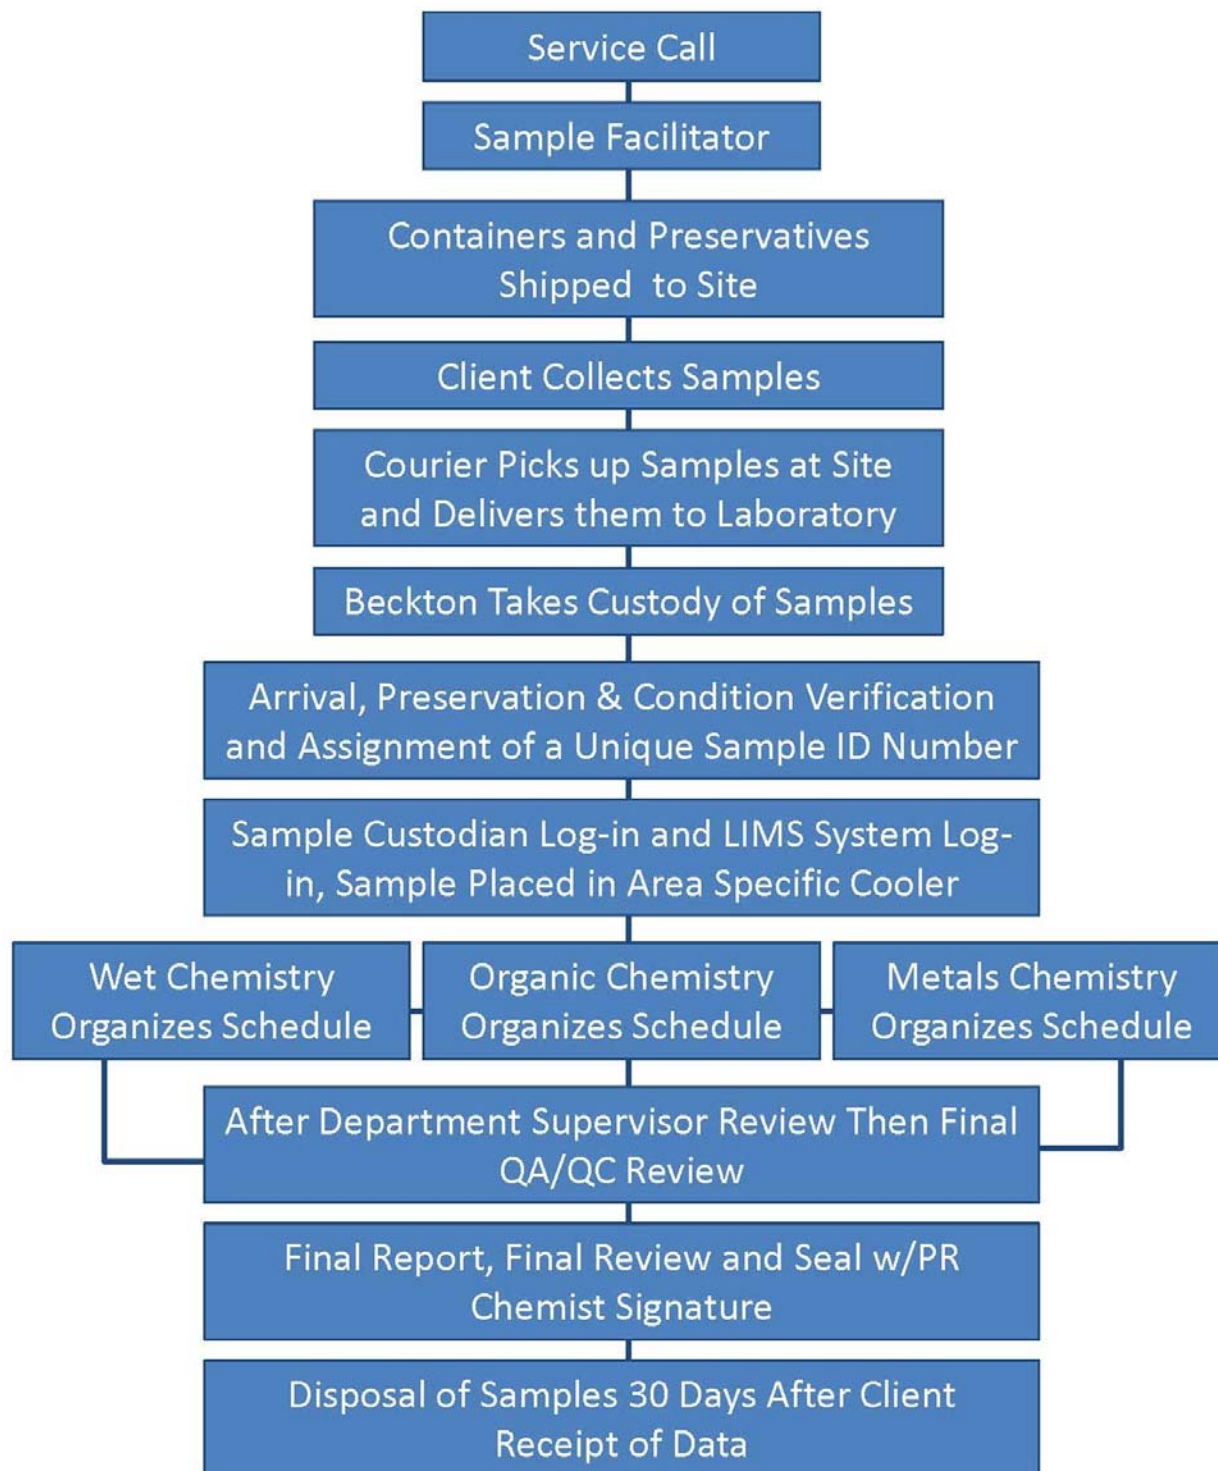 Service Call
Sample Facilitator
Containers and Preservatives
Shipped  to Site
Client Collects Samples
Courier Picks up Samples at Site
and Delivers them to Laboratory
Beckton Takes Custody of Samples
Arrival, Preservation & Condition Verification
and Assignment of a Unique Sample ID Number
Sample Custodian Log-in and LIMS System Log-
in, Sample Placed in Area Specific Cooler
Wet Chemistry
Organizes Schedule
Organic Chemistry
Organizes Schedule
Metals Chemistry
Organizes Schedule
After Department Supervisor Review Then Final
QA/QC Review
Final Report, Final Review and Seal w/PR
Chemist Signature
Disposal of Samples 30 Days After Client
Receipt of Data